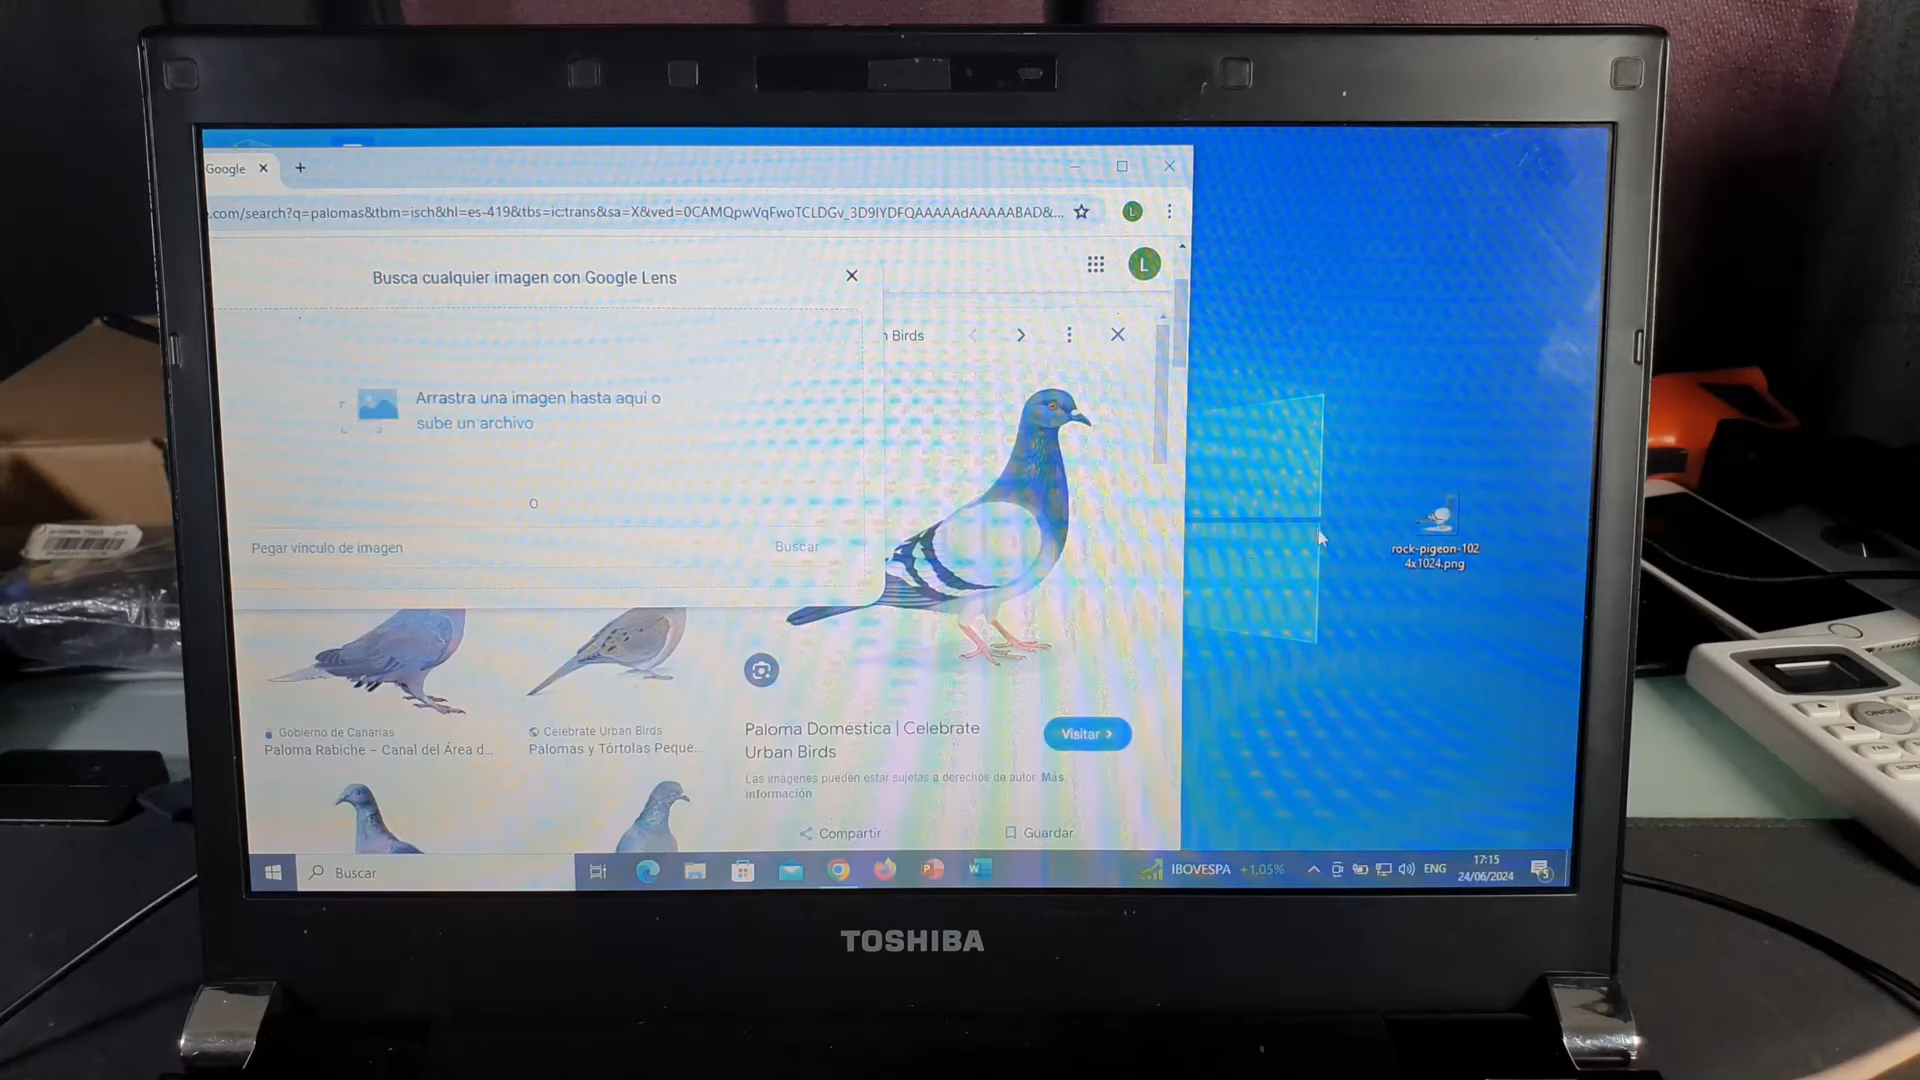 Google
.com/search?q=palomas&tbm=isch&hl=es-419&tbs=ic:trans&sa=X&ved=0CAMQpwVqFwoTCLDGv_3D9IYDFQAAAAAdAAAAABAD&...
L
Busca cualquier imagen con Google Lens
L
n Birds
Arrastra una imagen hasta aquí o
sube un archivo
O
Pegar vínculo de imagen
Buscar
rock-pigeon-102
4x1024.png
Gobierno de Canarias
Paloma Rabiche – Canal del Área d...
Celebrate Urban Birds
Palomas y Tórtolas Peque...
Paloma Doméstica | Celebrate
Urban Birds
Visitar
Las imágenes pueden estar sujetas a derechos de autor. Más
información
Compartir
Guardar
Buscar
P
W
IBOVESPA +1,05%
ENG
17:15
24/06/2024
5
TOSHIBA
ON/OFF
FAN